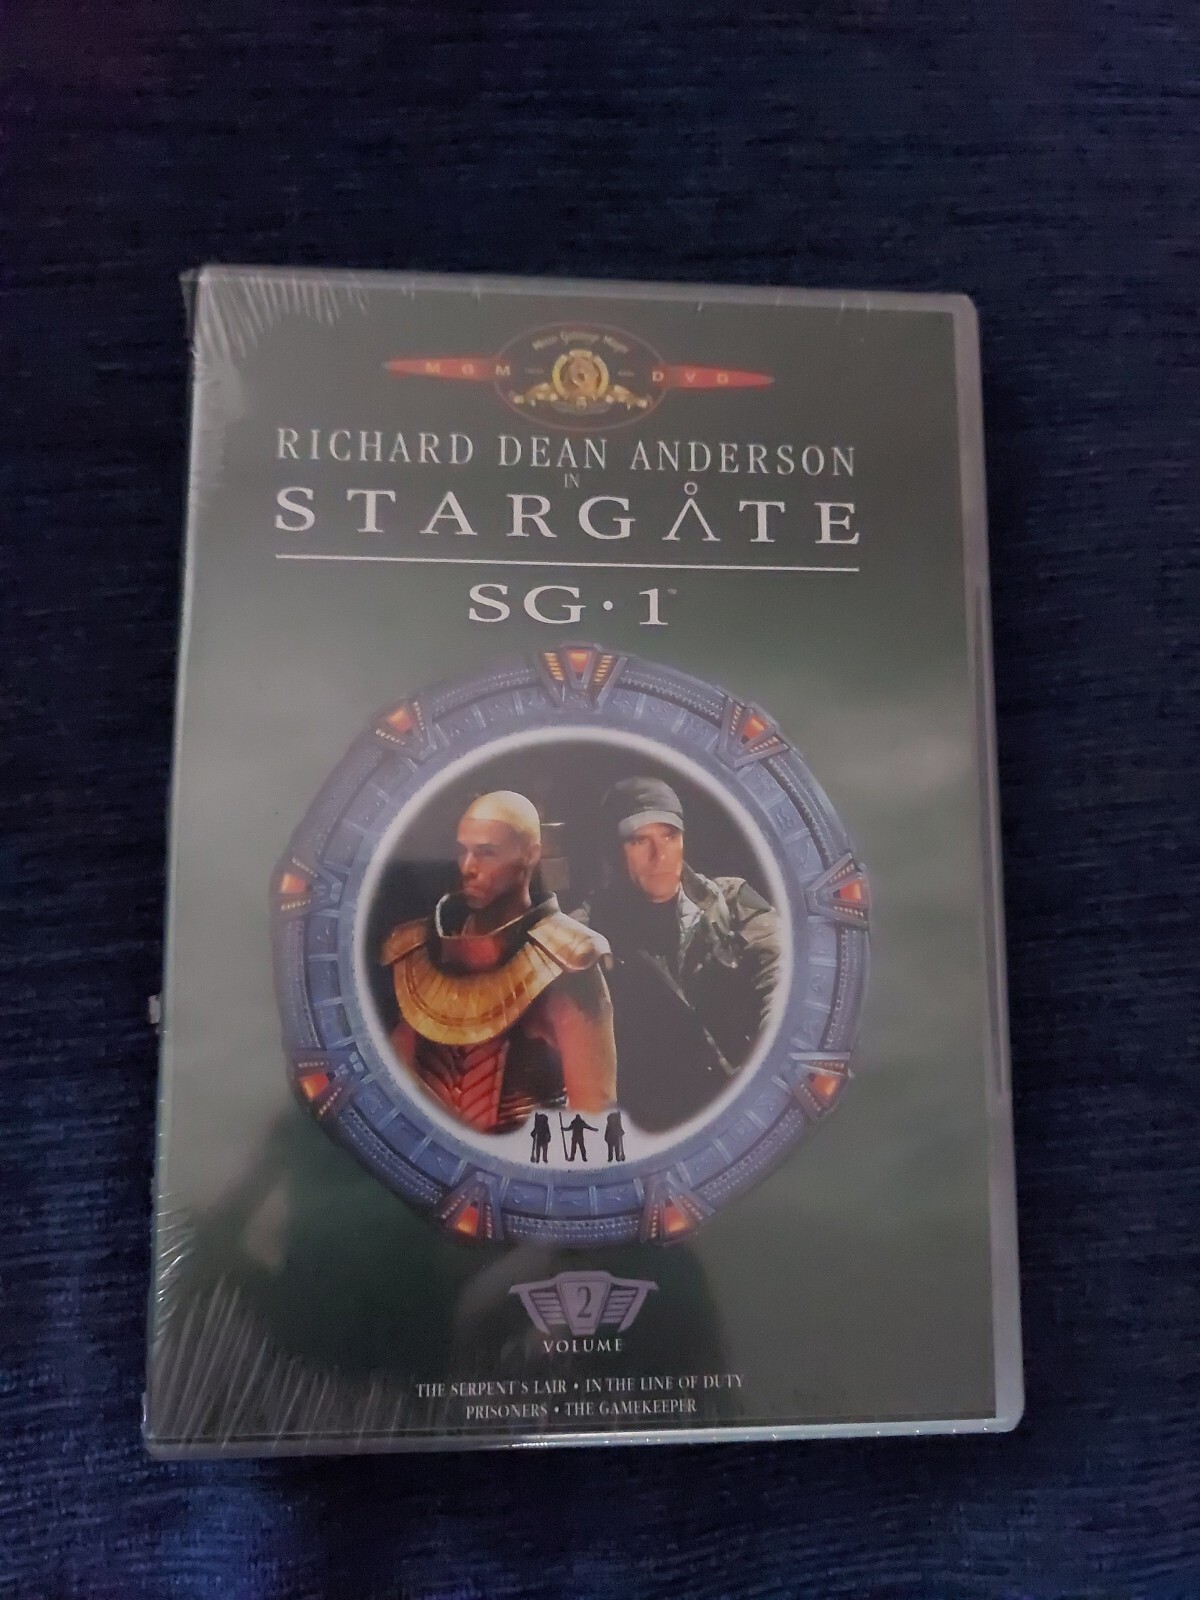 MGM DVD
RICHARD DEAN ANDERSON
IN
STARGATE
SG·1™
2
VOLUME
THE SERPENT'S LAIR • IN THE LINE OF DUTY
PRISONERS • THE GAMEKEEPER